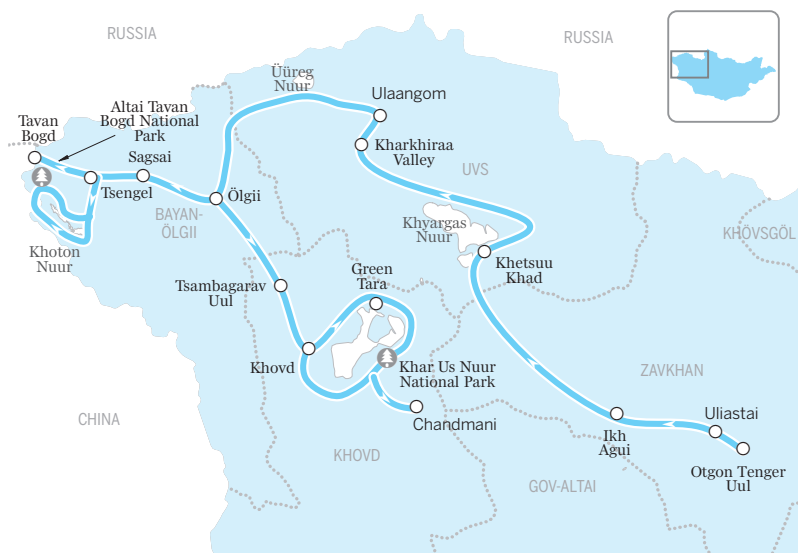 RUSSIA
RUSSIA
Üüreg
Nuur
Altai Tavan
Bogd National
Park
Tavan
Bogd
Ulaangom
Sagsai
Kharkhiraa
Valley
UVS
Tsengel
Ölgii
BAYAN-
ÖLGII
Khyargas
Nuur
KHÖVSGÖL
Khoton
Nuur
Khetsuu
Khad
Green
Tara
Tsambagarav
Uul
Khovd
Khar Us Nuur
National Park
ZAVKHAN
CHINA
Chandmani
Uliastai
Ikh
Agui
KHOVD
Otgon Tenger
Uul
GOV-ALTAI